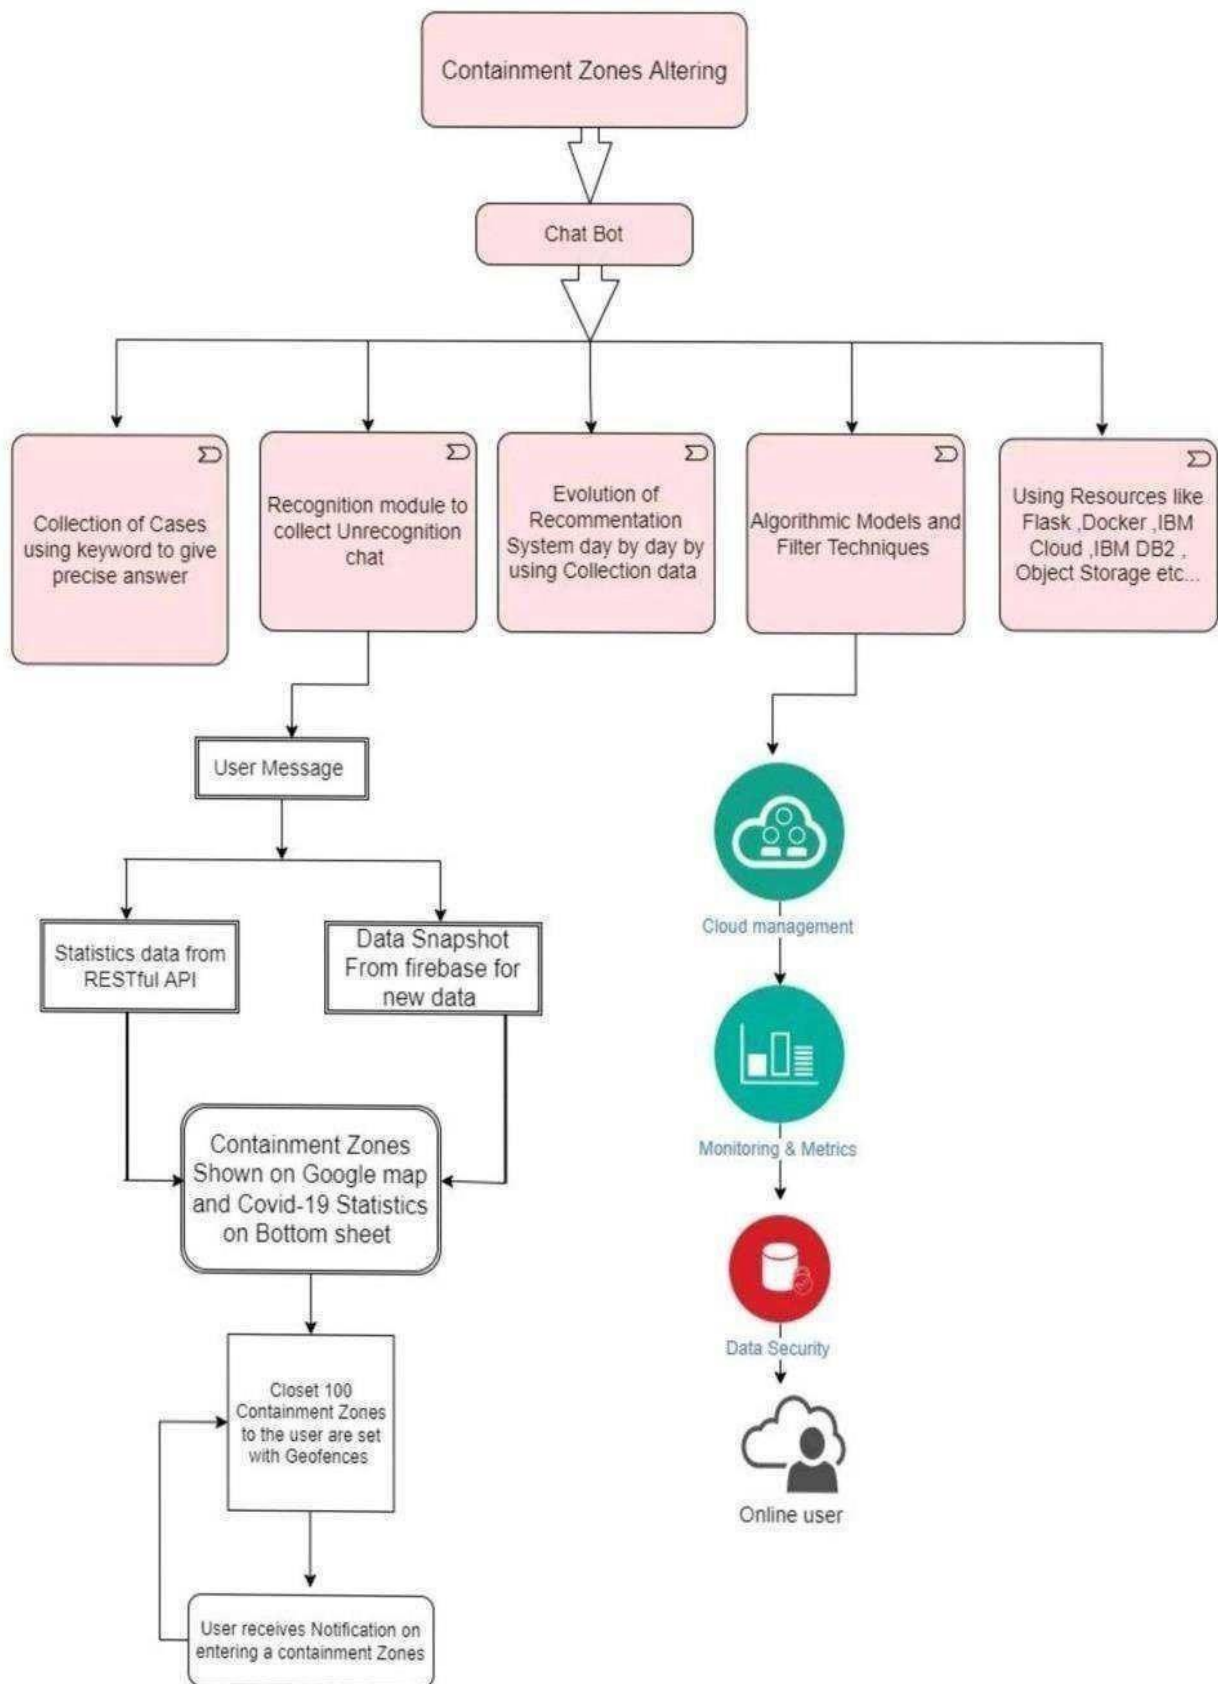 Containment Zones Altering
Chat Bot
Collection of Cases
using keyword to give
precise answer
Recognition module to
collect Unrecognition
chat
Evolution of
Recommentation
System day by day by
using Collection data
Algorithmic Models and
Filter Techniques
Using Resources like
Flask ,Docker ,IBM
Cloud ,IBM DB2 ,
Object Storage etc...
User Message
Statistics data from
RESTful API
Data Snapshot
From firebase for
new data
Containment Zones
Shown on Google map
and Covid-19 Statistics
on Bottom sheet
Closet 100
Containment Zones
to the user are set
with Geofences
User receives Notification on
entering a containment Zones
Cloud management
Monitoring & Metrics
Data Security
Online user